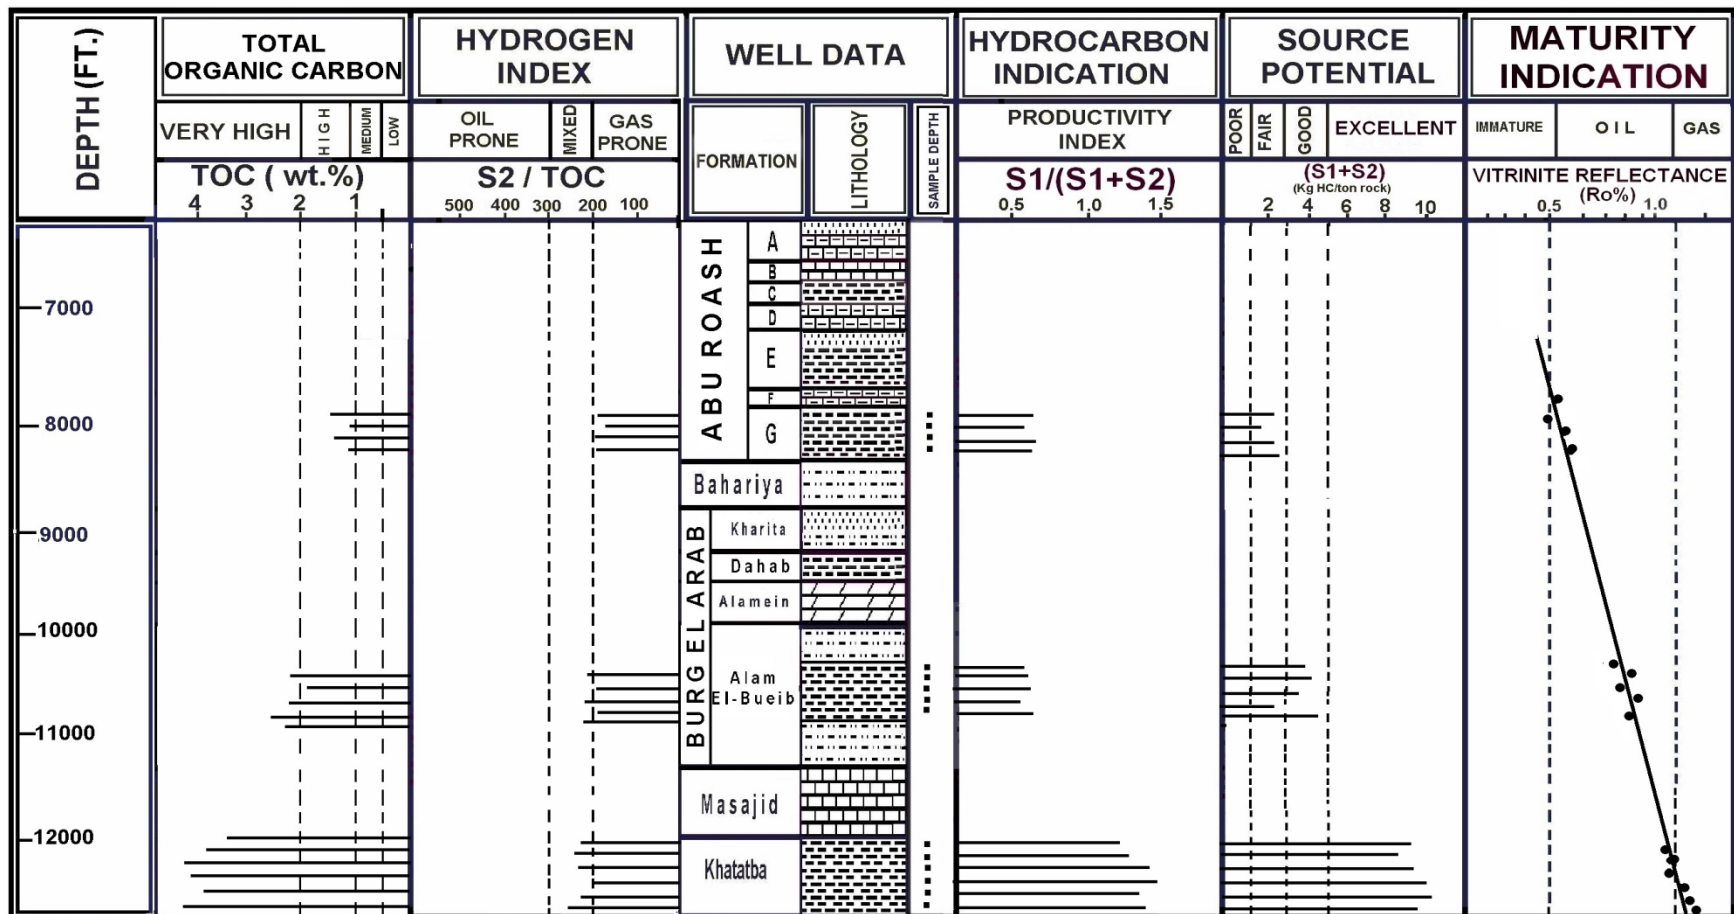 DEPTH (FT.)
TOTAL
ORGANIC CARBON
HYDROGEN
INDEX
WELL DATA
HYDROCARBON
INDICATION
SOURCE
POTENTIAL
MATURITY
INDICATION
VERY HIGH
HIGH
MEDIUM
LOW
OIL
PRONE
MIXED
GAS
PRONE
FORMATION
LITHOLOGY
SAMPLE DEPTH
PRODUCTIVITY
INDEX
POOR
FAIR
GOOD
EXCELLENT
IMMATURE
OIL
GAS
TOC ( wt.%)
4 3 2 1
S2 / TOC
500 400 300 200 100
S1/(S1+S2)
0.5 1.0 1.5
(S1+S2)
(Kg HC/ton rock)
2 4 6 8 10
VITRINITE REFLECTANCE
(Ro%)
0.5 1.0
7000
8000
9000
10000
11000
12000
ABU ROASH
A
B
C
D
E
F
G
Bahariya
BURG EL ARAB
Kharita
Dahab
Alamein
Alam
El-Bueib
Masajid
Khatatba